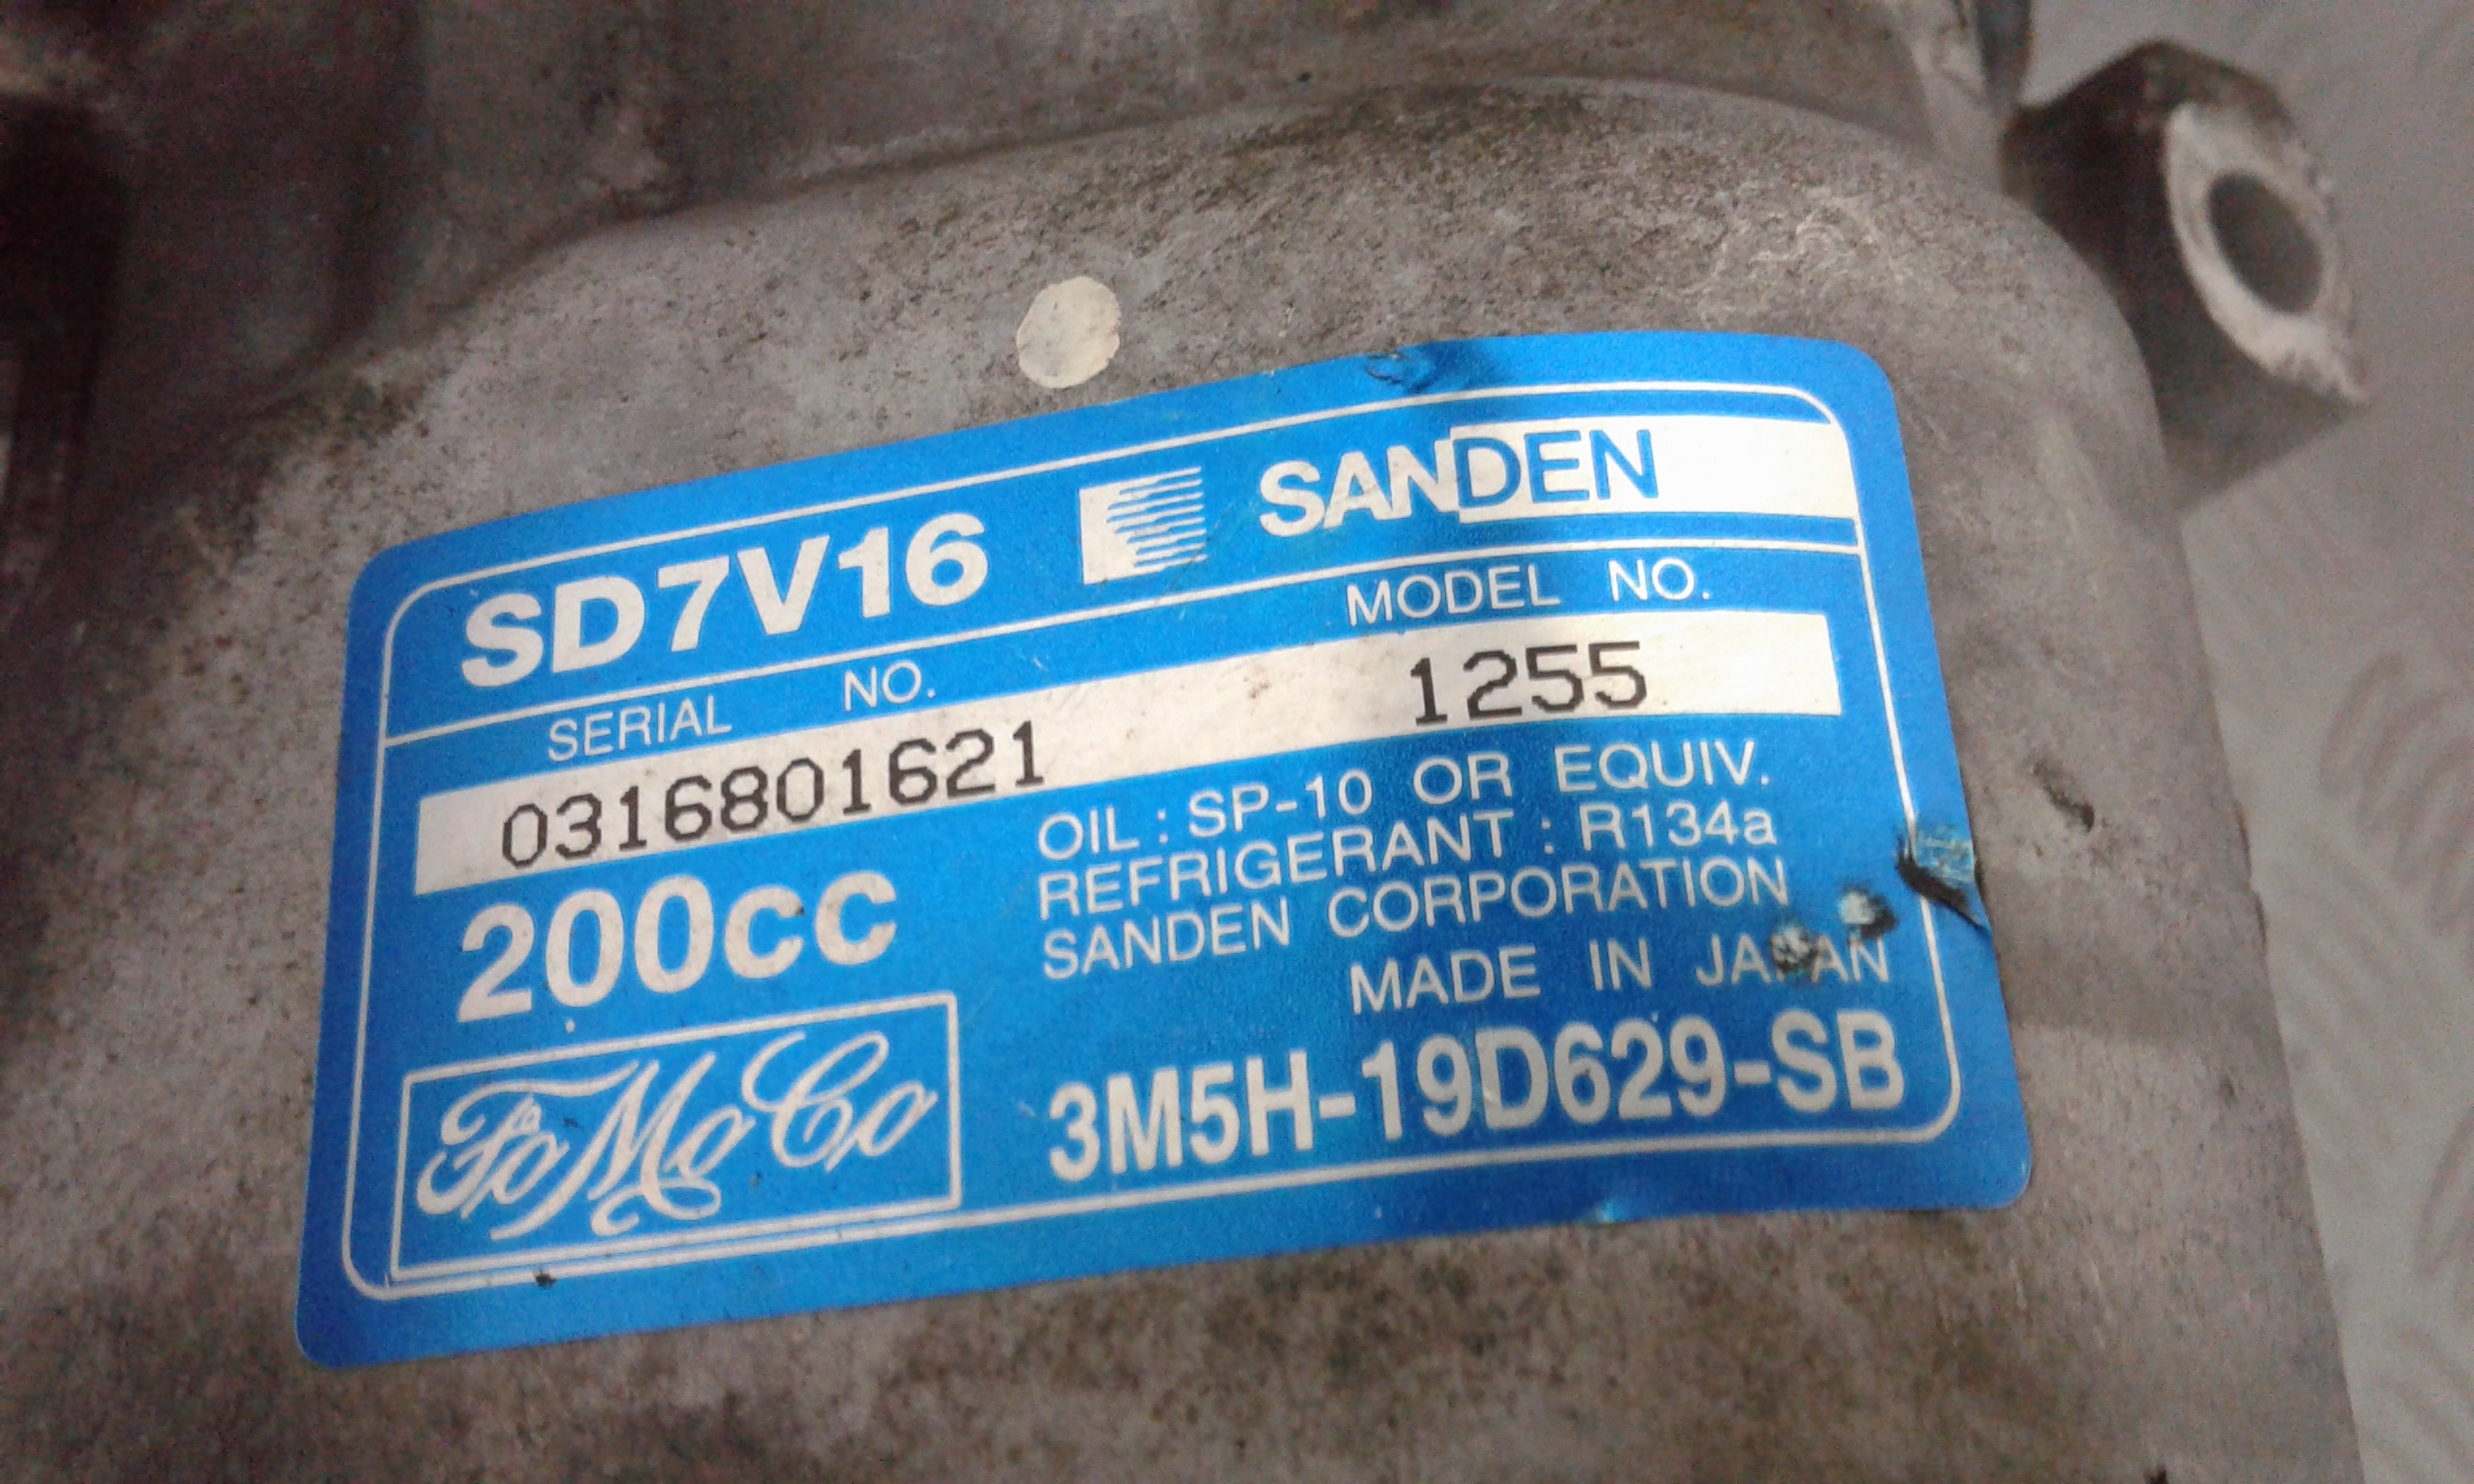 SD7V16 SANDEN
SERIAL NO. MODEL NO.
0316801621 1255
200cc
OIL : SP-10 OR EQUIV.
REFRIGERANT : R134a
SANDEN CORPORATION
MADE IN JAPAN
FoMoCo
3M5H-19D629-SB